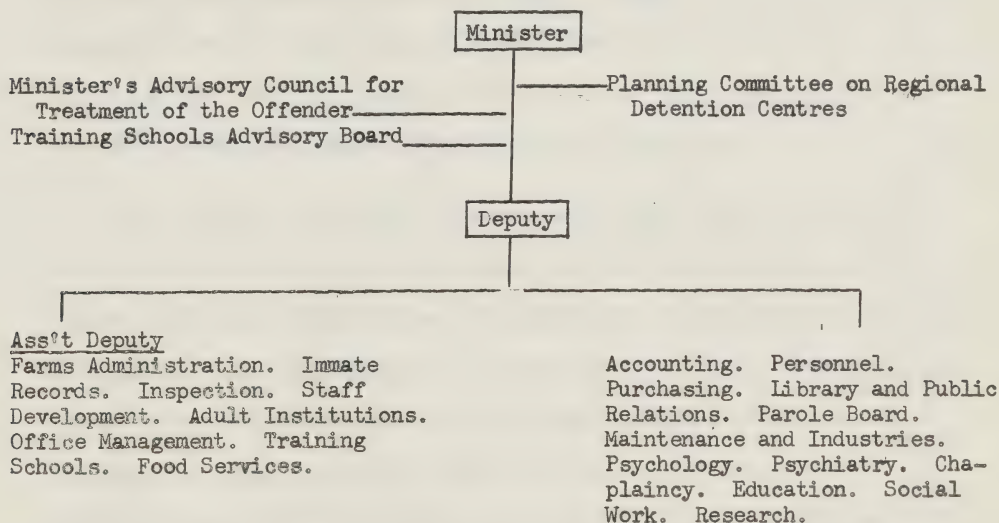 Minister
Minister's Advisory Council for
Treatment of the Offender
Training Schools Advisory Board
Planning Committee on Regional
Detention Centres
Deputy
Ass't Deputy
Farms Administration. Immate
Records. Inspection. Staff
Development. Adult Institutions.
Office Management. Training
Schools. Food Services.
Accounting. Personnel.
Purchasing. Library and Public
Relations. Parole Board.
Maintenance and Industries.
Psychology. Psychiatry. Cha-
plaincy. Education. Social
Work. Research.